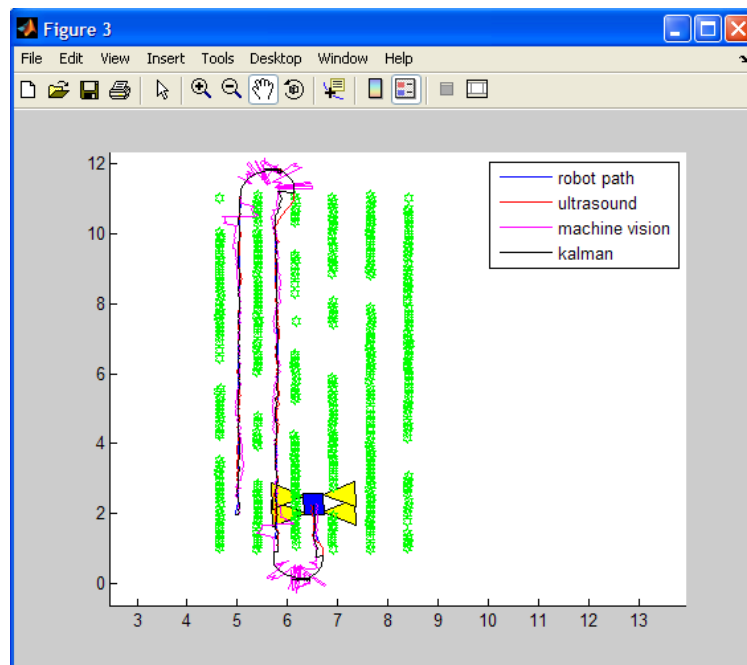 Figure 3
File Edit View Insert Tools Desktop Window Help
robot path
ultrasound
machine vision
kalman
12
10
8
6
4
2
0
3 4 5 6 7 8 9 10 11 12 13